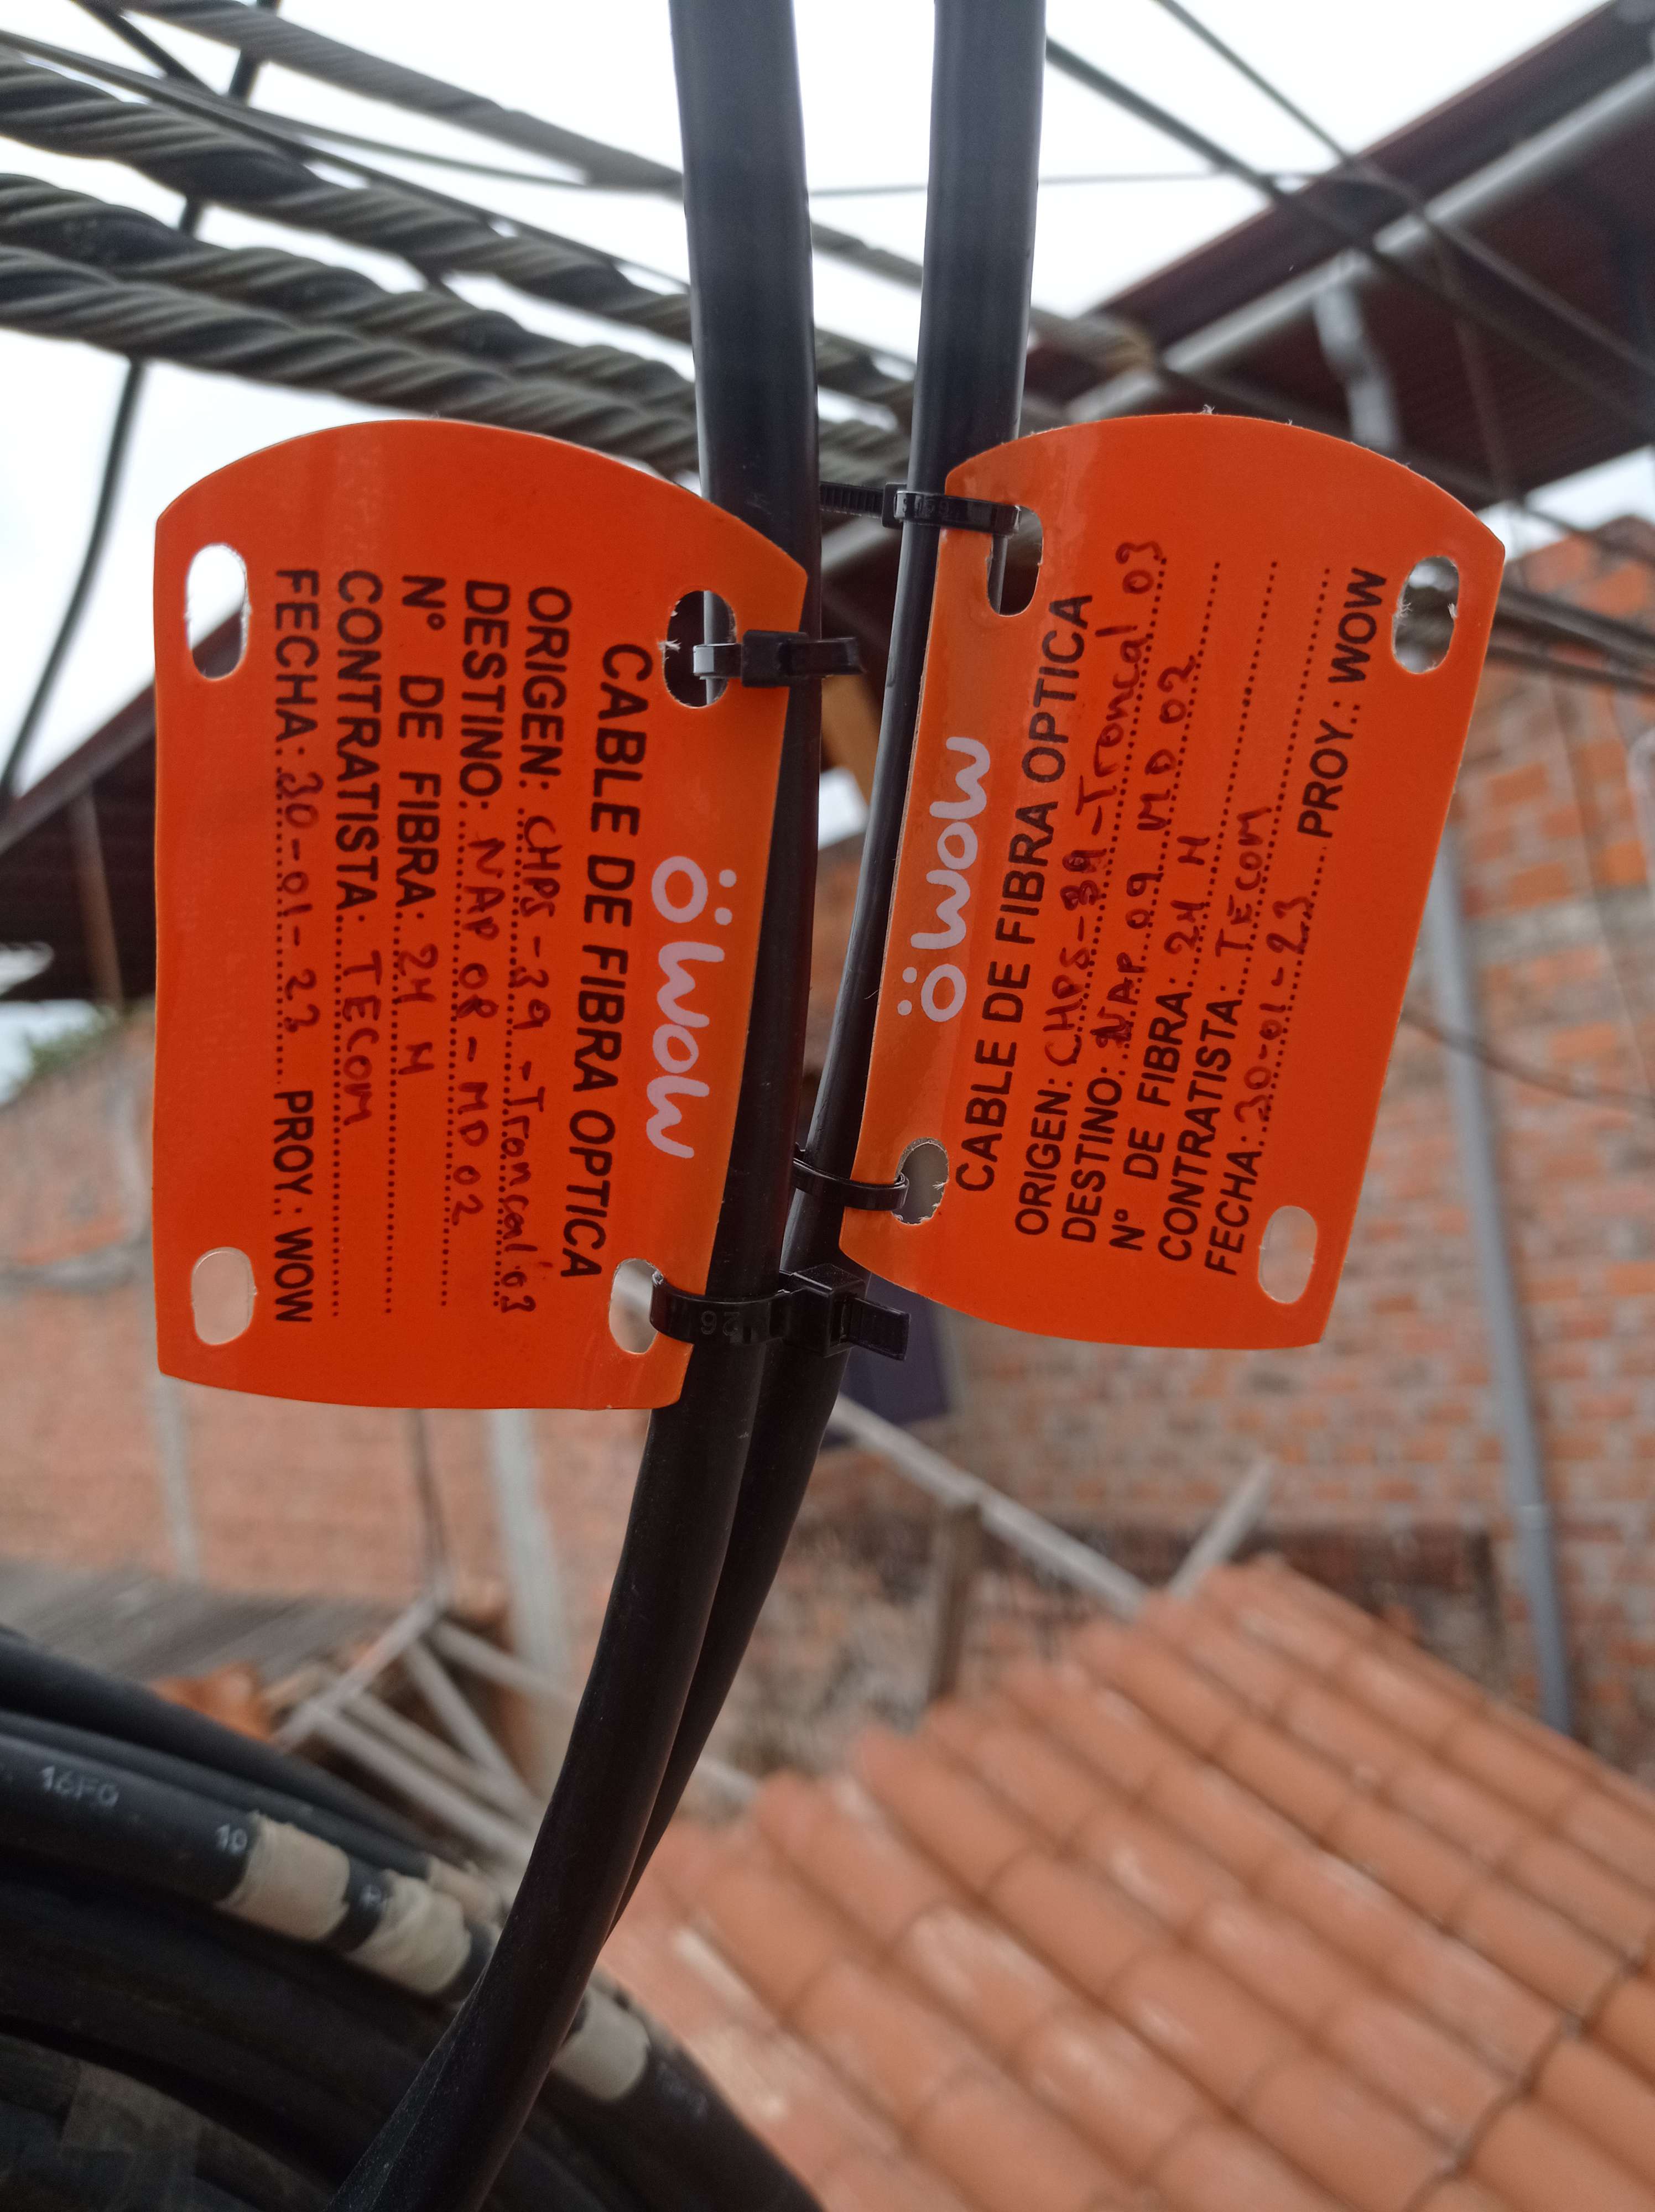 wow
CABLE DE FIBRA OPTICA
ORIGEN: CHPS-39-Troncal 03
DESTINO: NAP 08-MD 02
N° DE FIBRA: 24 H
CONTRATISTA: TECOM
FECHA: 30-01-23 PROY.: WOW
wow
CABLE DE FIBRA OPTICA
ORIGEN: CHPS-39-Troncal 03
DESTINO: NAP 09 MD 02
N° DE FIBRA: 24 H
CONTRATISTA: TECOM
FECHA: 30-01-23 PROY.: WOW
16FO
10